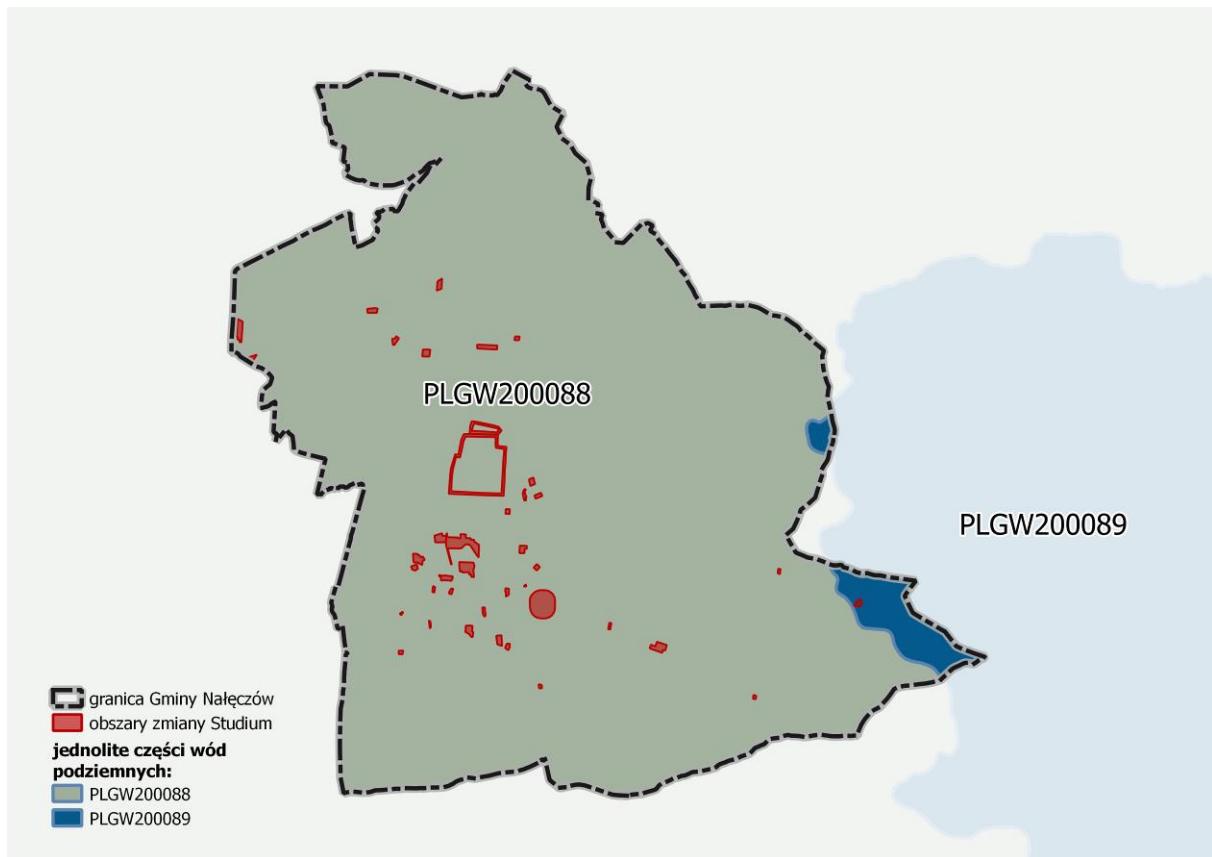 PLGW200088
PLGW200089
granica Gminy Nałęczów
obszary zmiany Studium
jednolite części wód
podziemnych:
PLGW200088
PLGW200089